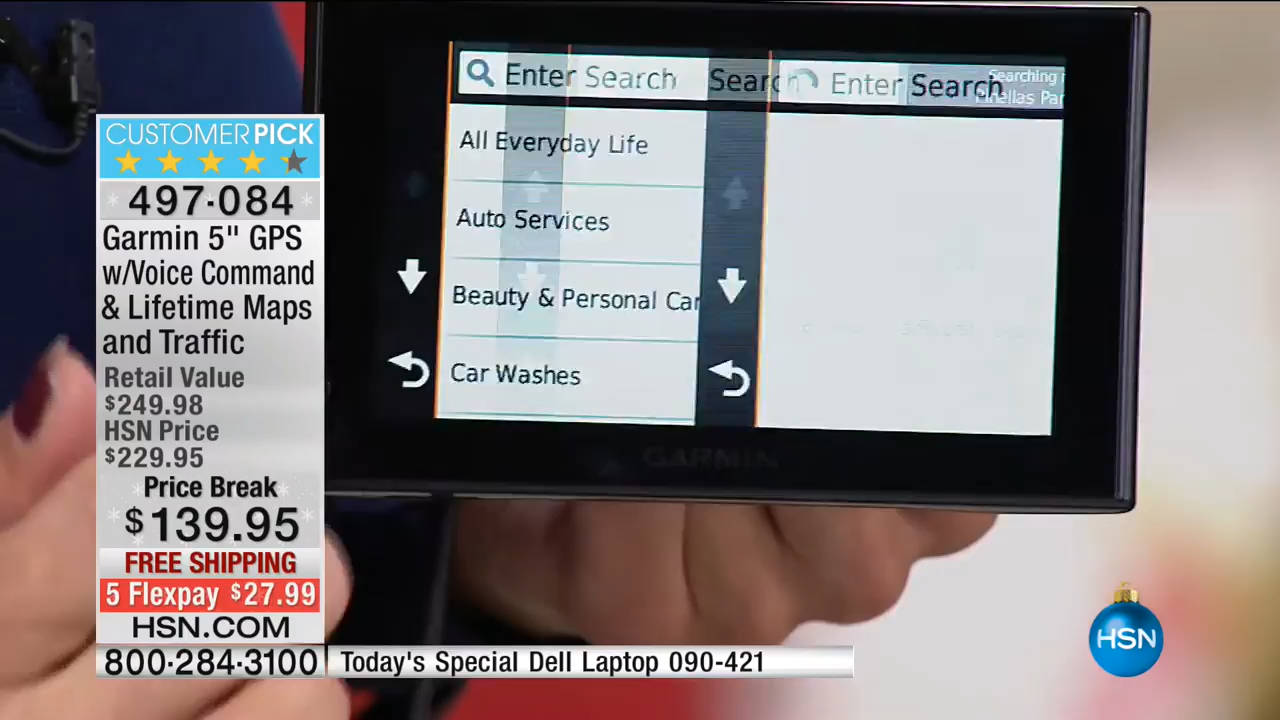 CUSTOMER PICK
497·084
Garmin 5" GPS
w/Voice Command
& Lifetime Maps
and Traffic
Retail Value
$249.98
HSN Price
$229.95
Price Break
$139.95
FREE SHIPPING
5 Flexpay $27.99
HSN.COM
800·284·3100
Today's Special Dell Laptop 090-421
Enter Search
All Everyday Life
Auto Services
Beauty & Personal Car
Car Washes
Enter Search
Searching
GARMIN
HSN